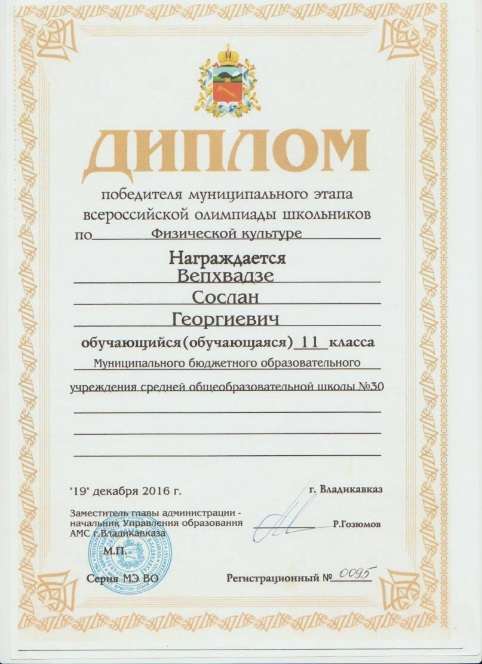 ДИПЛОМ
победителя муниципального этапа
всероссийской олимпиады школьников
по Физической культуре
Награждается
Вепхвадзе
Сослан
Георгиевич
обучающийся(обучающаяся) 11 класса
Муниципального бюджетного образовательного
учреждения средней общеобразовательной школы №30
"19" декабря 2016 г.
г. Владикавказ
Заместитель главы администрации -
начальник Управления образования
АМС г.Владикавказа
Р.Гозюмов
М.П.
Серия МЭ ВО
Регистрационный № 0095